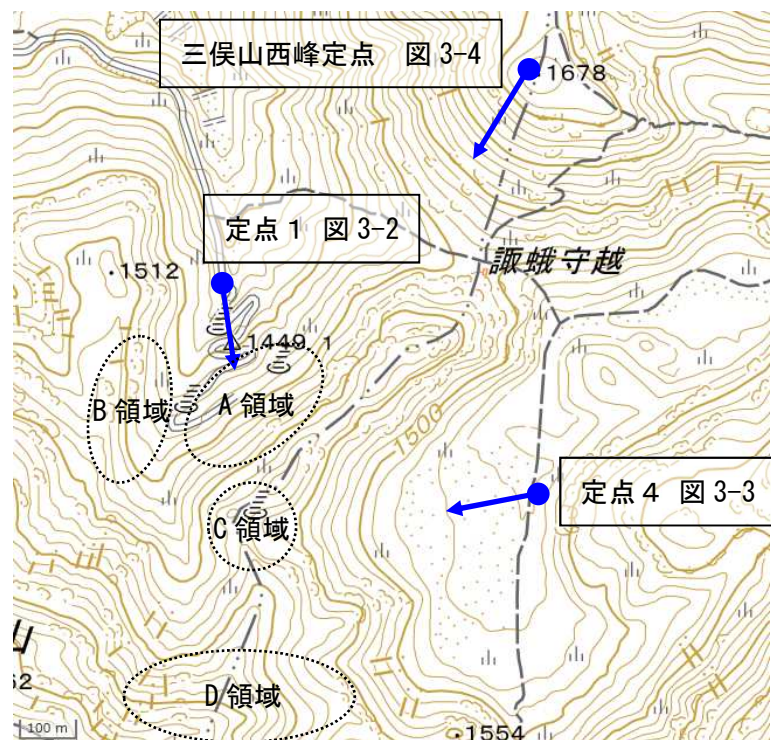 三俣山西峰定点 図 3-4
1678
定点 1 図 3-2
諏蛾守越
1512
1449.1
B 領域
A 領域
1500
定点 4 図 3-3
C 領域
山
62
D 領域
100 m
1554